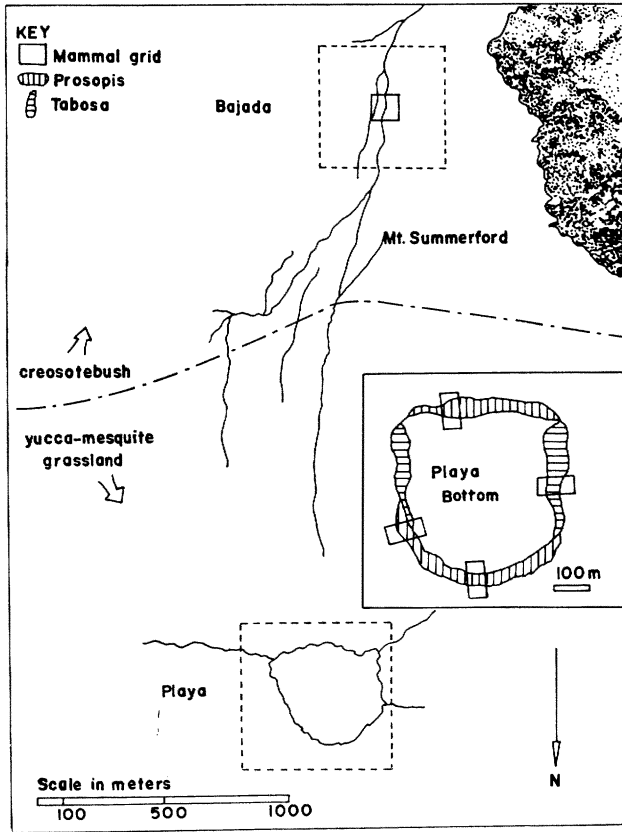 KEY
Mammal grid
Prosopis
Tabosa
Bajada
Mt. Summerford
creosotebush
yucca-mesquite
grassland
Playa
Bottom
100 m
Playa
N
Scale in meters
100 500 1000